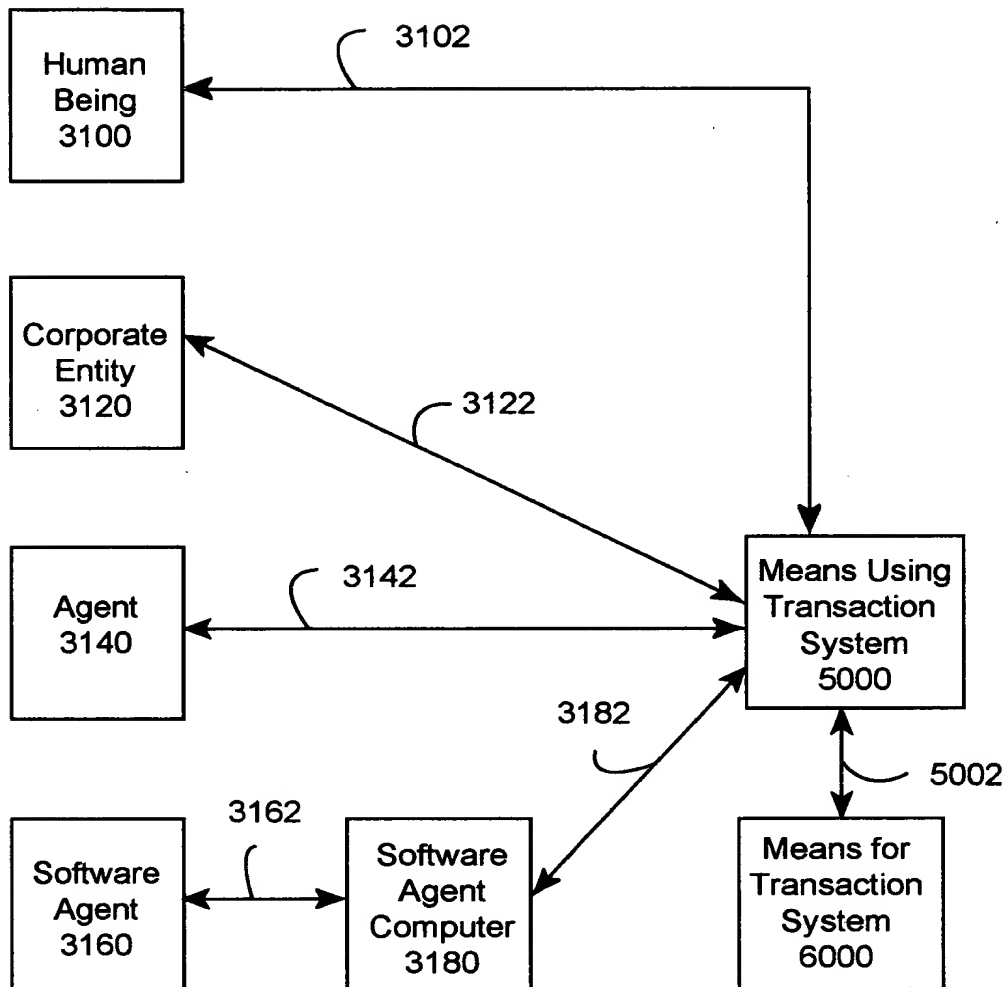 3102
Human
Being
3100
Corporate
Entity
3120
3122
Agent
3140
3142
Means Using
Transaction
System
5000
3182
5002
3162
Software
Agent
3160
Software
Agent
Computer
3180
Means for
Transaction
System
6000